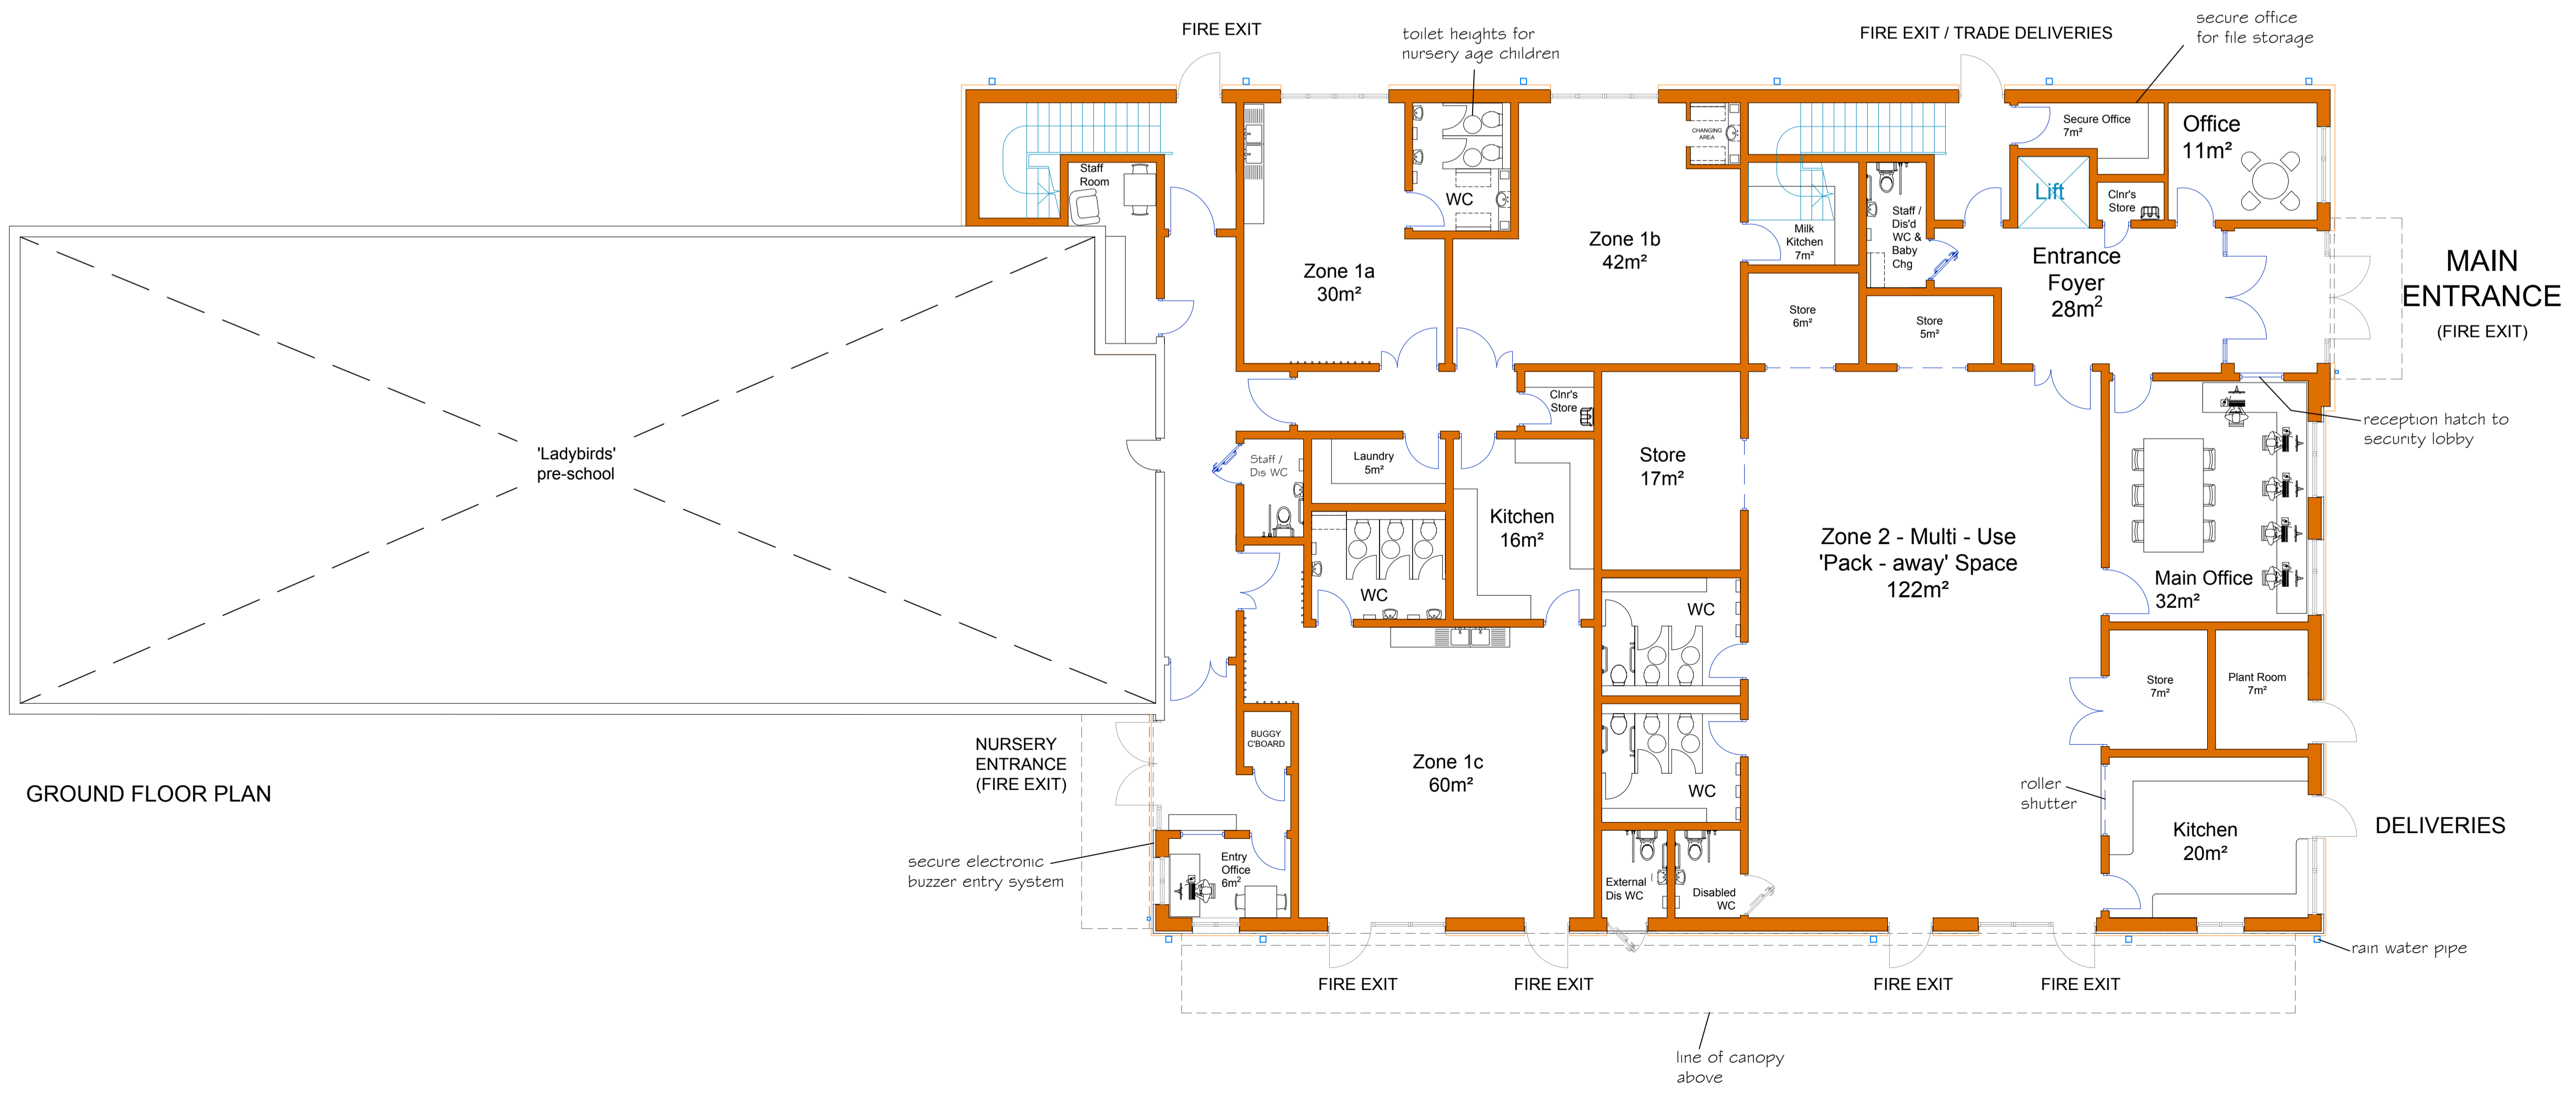 FIRE EXIT
toilet heights for
nursery age children
FIRE EXIT / TRADE DELIVERIES
secure office
for file storage
Staff
Room
WC
CHANGING
AREA
Secure Office
7m²
Office
11m²
Lift
Clnr's
Store
Milk
Kitchen
7m²
Staff /
Dis'd
WC &
Baby
Chg
Zone 1a
30m²
Zone 1b
42m²
Entrance
Foyer
28m²
MAIN
ENTRANCE
(FIRE EXIT)
Store
6m²
Store
5m²
Clnr's
Store
reception hatch to
security lobby
'Ladybirds'
pre-school
Staff /
Dis WC
Laundry
5m²
Store
17m²
Kitchen
16m²
WC
Zone 2 - Multi - Use
'Pack - away' Space
122m²
Main Office
32m²
WC
Store
7m²
Plant Room
7m²
NURSERY
ENTRANCE
(FIRE EXIT)
BUGGY
C'BOARD
Zone 1c
60m²
WC
roller
shutter
GROUND FLOOR PLAN
Kitchen
20m²
DELIVERIES
secure electronic
buzzer entry system
Entry
Office
6m²
External
Dis WC
Disabled
WC
rain water pipe
FIRE EXIT
FIRE EXIT
FIRE EXIT
FIRE EXIT
line of canopy
above